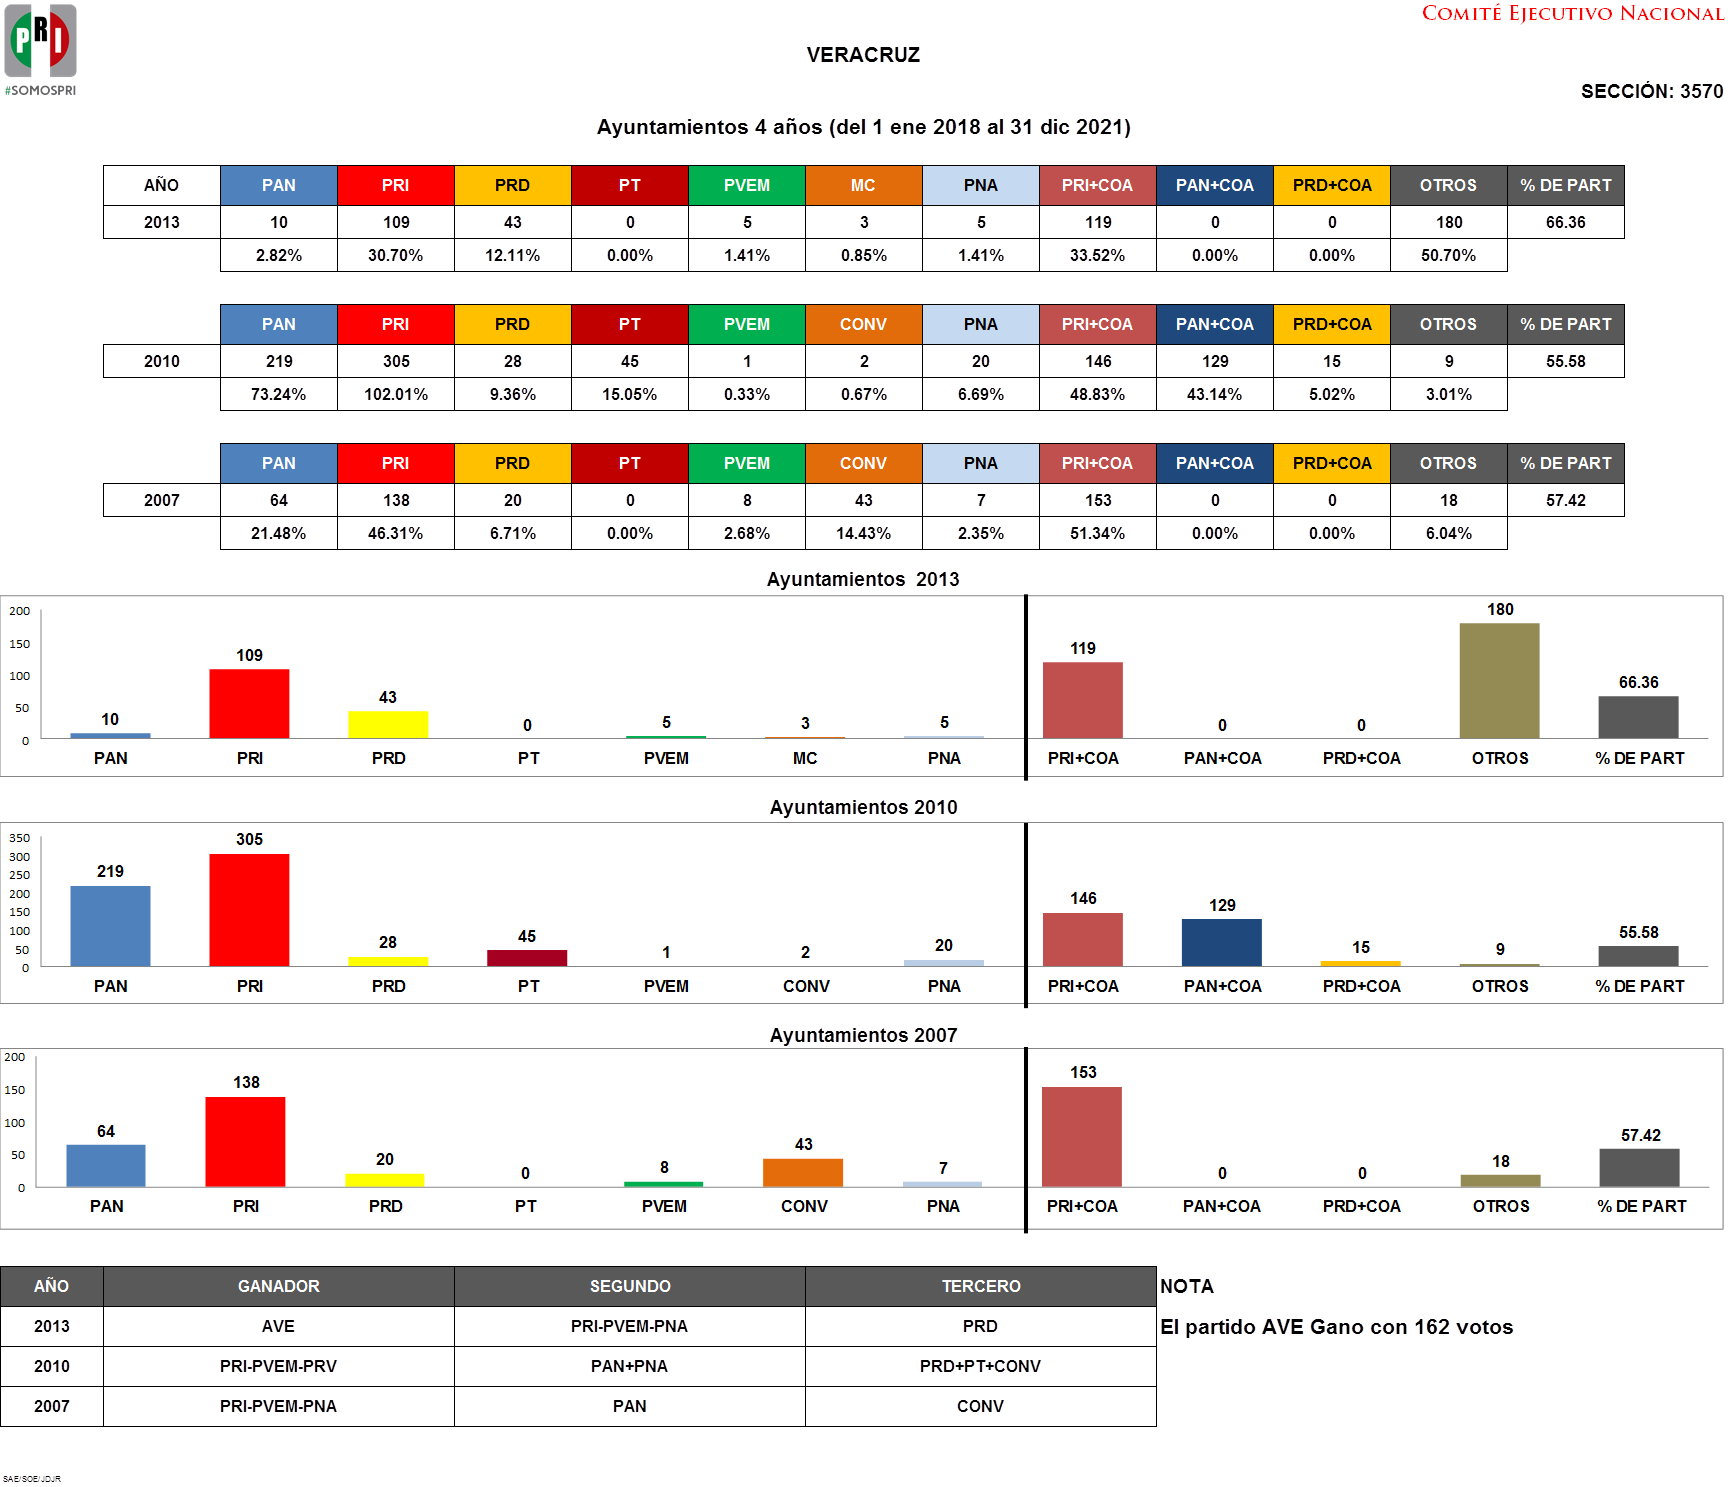 PRI
#SOMOSPRI
COMITÉ EJECUTIVO NACIONAL
VERACRUZ
SECCIÓN: 3570
Ayuntamientos 4 años (del 1 ene 2018 al 31 dic 2021)
AÑO PAN PRI PRD PT PVEM MC PNA PRI+COA PAN+COA PRD+COA OTROS % DE PART
2013 10 109 43 0 5 3 5 119 0 0 180 66.36
2.82% 30.70% 12.11% 0.00% 1.41% 0.85% 1.41% 33.52% 0.00% 0.00% 50.70%
PAN PRI PRD PT PVEM CONV PNA PRI+COA PAN+COA PRD+COA OTROS % DE PART
2010 219 305 28 45 1 2 20 146 129 15 9 55.58
73.24% 102.01% 9.36% 15.05% 0.33% 0.67% 6.69% 48.83% 43.14% 5.02% 3.01%
PAN PRI PRD PT PVEM CONV PNA PRI+COA PAN+COA PRD+COA OTROS % DE PART
2007 64 138 20 0 8 43 7 153 0 0 18 57.42
21.48% 46.31% 6.71% 0.00% 2.68% 14.43% 2.35% 51.34% 0.00% 0.00% 6.04%
Ayuntamientos 2013
200
150
100
50
0
10 109 43 0 5 3 5 119 0 0 180 66.36
PAN PRI PRD PT PVEM MC PNA PRI+COA PAN+COA PRD+COA OTROS % DE PART
Ayuntamientos 2010
350
300
250
200
150
100
50
0
219 305 28 45 1 2 20 146 129 15 9 55.58
PAN PRI PRD PT PVEM CONV PNA PRI+COA PAN+COA PRD+COA OTROS % DE PART
Ayuntamientos 2007
200
150
100
50
0
64 138 20 0 8 43 7 153 0 0 18 57.42
PAN PRI PRD PT PVEM CONV PNA PRI+COA PAN+COA PRD+COA OTROS % DE PART
AÑO GANADOR SEGUNDO TERCERO NOTA
2013 AVE PRI-PVEM-PNA PRD El partido AVE Gano con 162 votos
2010 PRI-PVEM-PRV PAN+PNA PRD+PT+CONV
2007 PRI-PVEM-PNA PAN CONV
SAE/SOE/JDJR